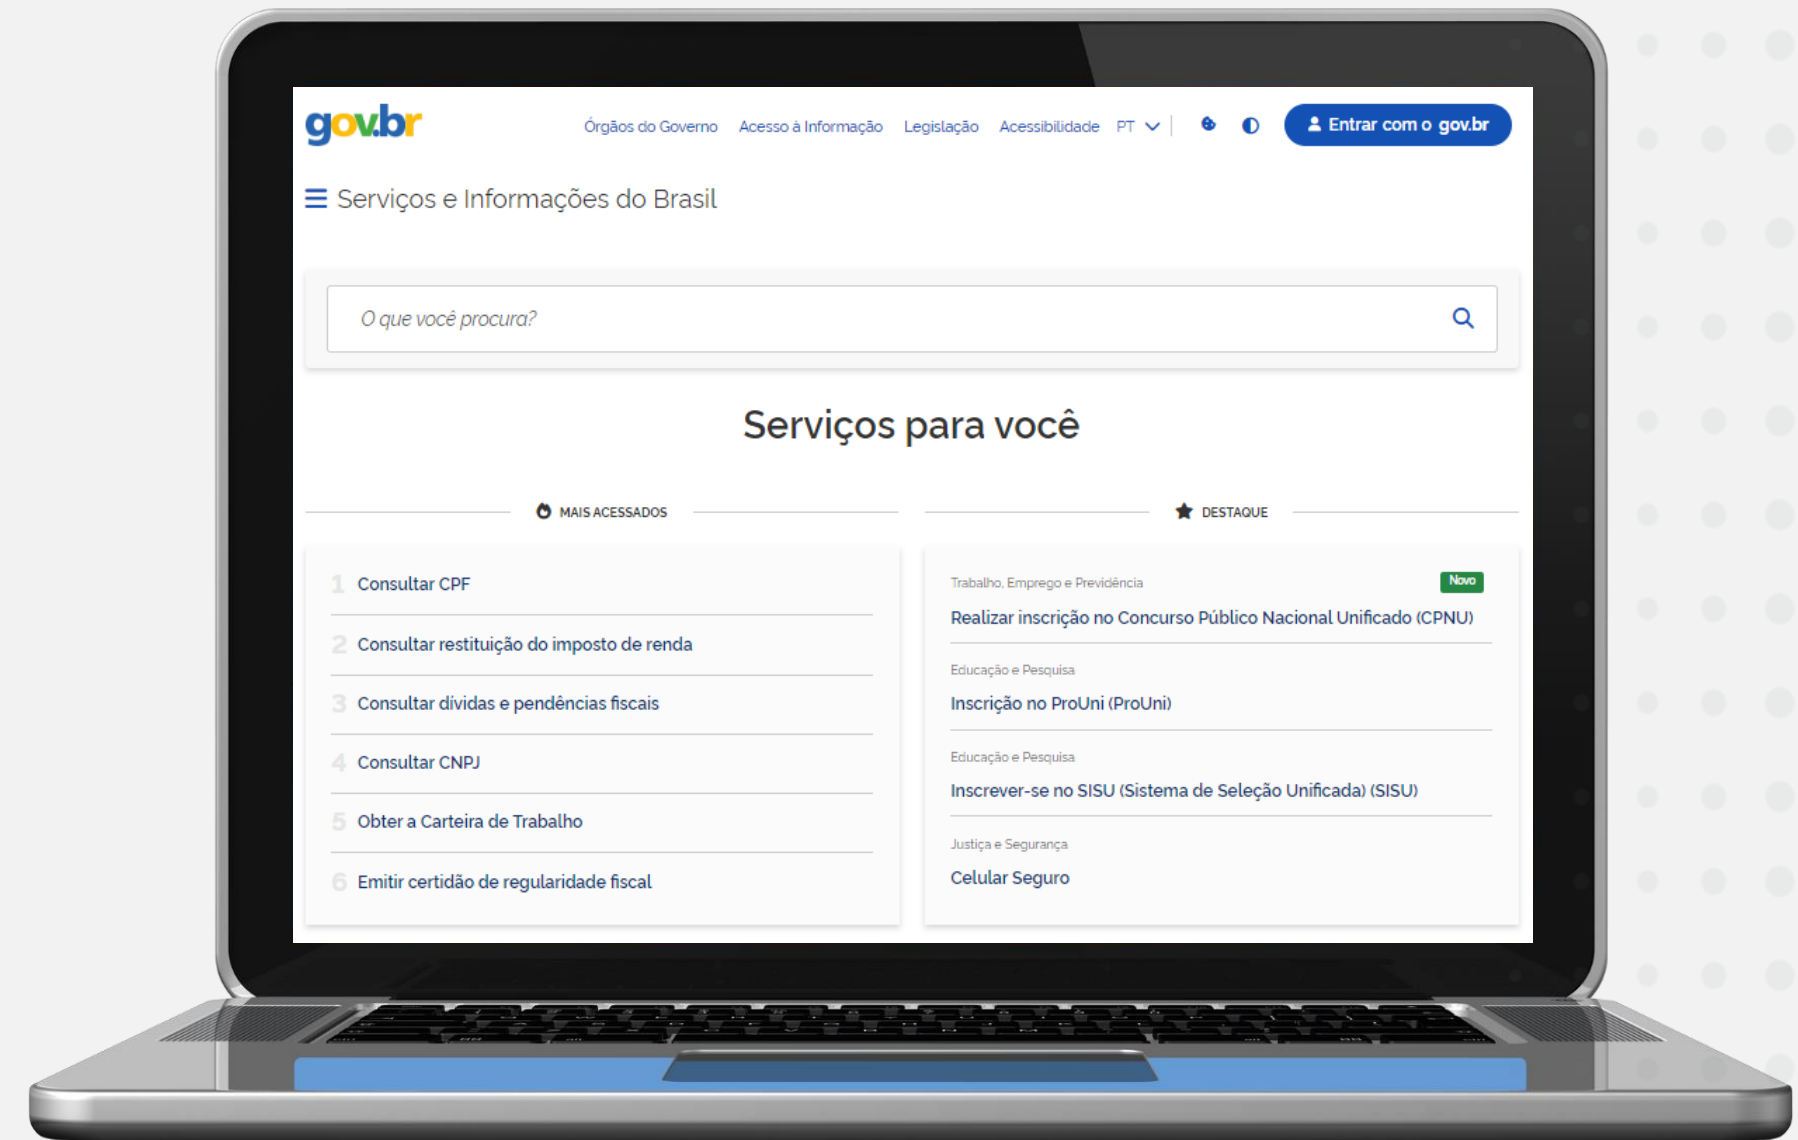 gov.br
Órgãos do Governo Acesso à Informação Legislação Acessibilidade PT Entrar com o gov.br
Serviços e Informações do Brasil
O que você procura?
Serviços para você
MAIS ACESSADOS
1 Consultar CPF
2 Consultar restituição do imposto de renda
3 Consultar dívidas e pendências fiscais
4 Consultar CNPJ
5 Obter a Carteira de Trabalho
6 Emitir certidão de regularidade fiscal
DESTAQUE
Trabalho, Emprego e Previdência Novo
Realizar inscrição no Concurso Público Nacional Unificado (CPNU)
Educação e Pesquisa
Inscrição no ProUni (ProUni)
Educação e Pesquisa
Inscrever-se no SISU (Sistema de Seleção Unificada) (SISU)
Justiça e Segurança
Celular Seguro